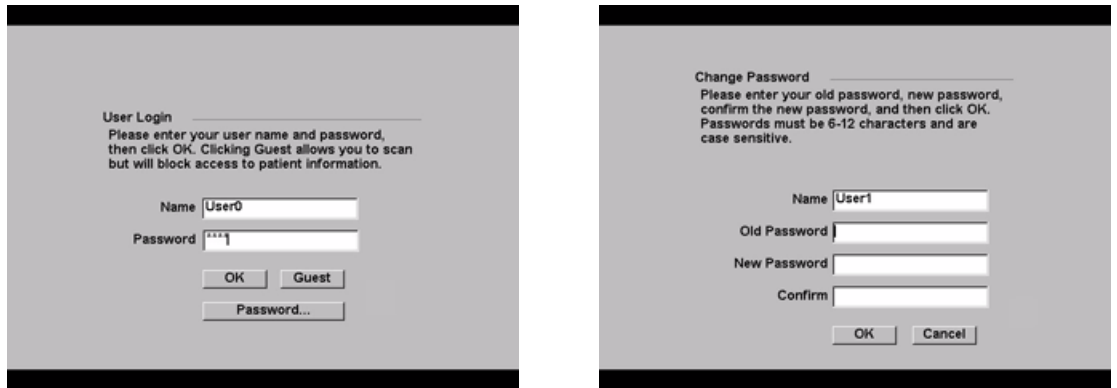 User Login
Please enter your user name and password,
then click OK. Clicking Guest allows you to scan
but will block access to patient information.
Name User0
Password ****
OK Guest
Password...
Change Password
Please enter your old password, new password,
confirm the new password, and then click OK.
Passwords must be 6-12 characters and are
case sensitive.
Name User1
Old Password
New Password
Confirm
OK Cancel